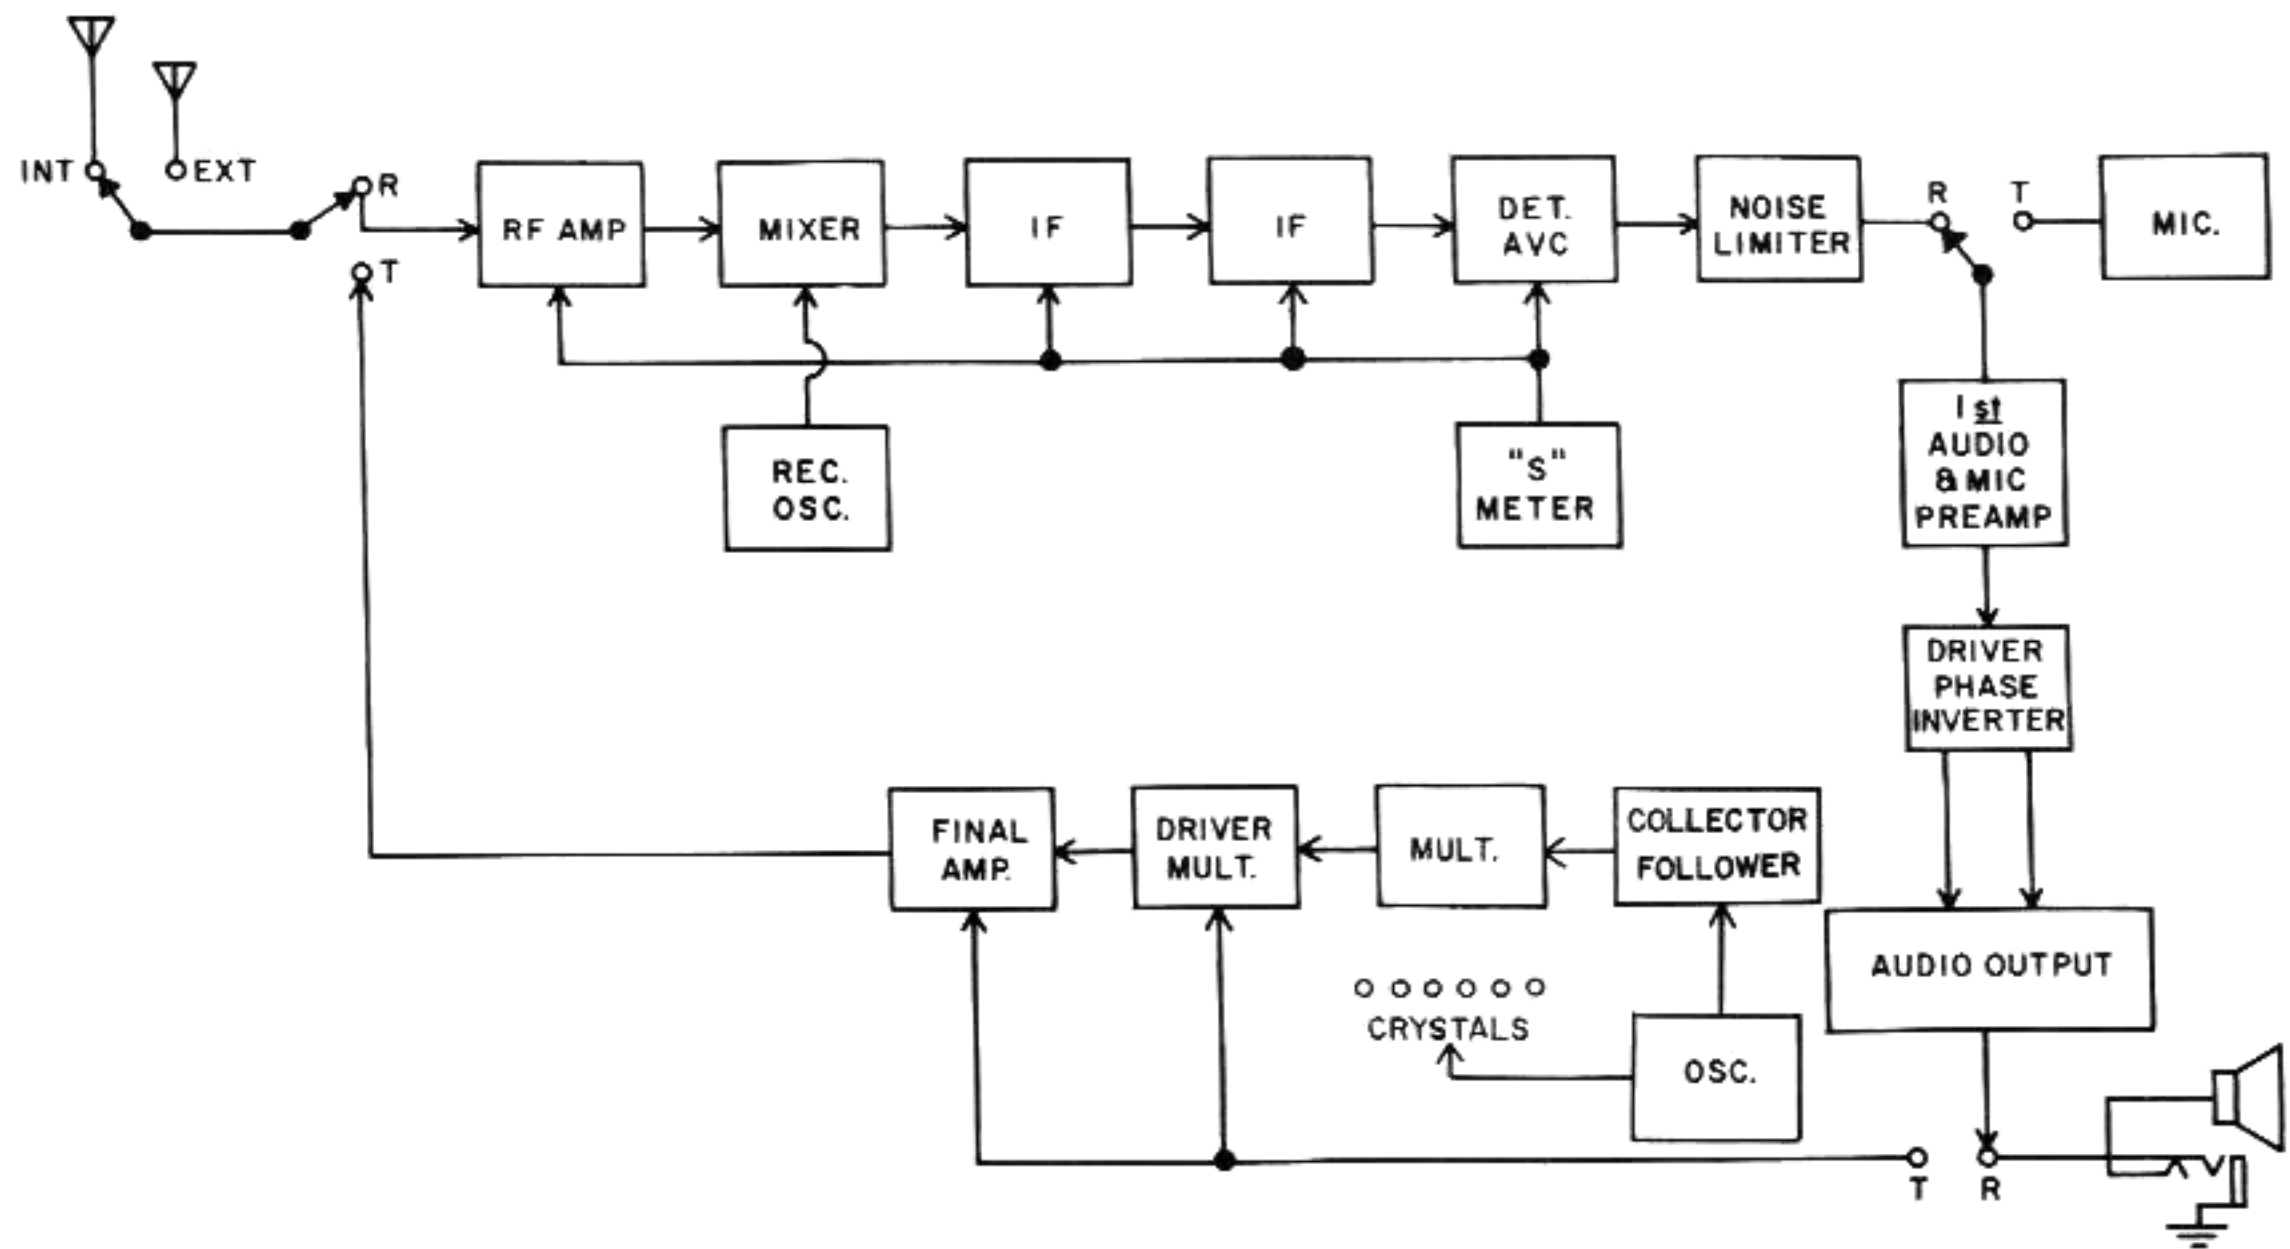 INT
EXT
R
T
RF AMP
MIXER
IF
IF
DET.
AVC
NOISE
LIMITER
R
T
MIC.
REC.
OSC.
"S"
METER
1st
AUDIO
& MIC
PREAMP
DRIVER
PHASE
INVERTER
FINAL
AMP.
DRIVER
MULT.
MULT.
COLLECTOR
FOLLOWER
CRYSTALS
OSC.
AUDIO OUTPUT
T
R